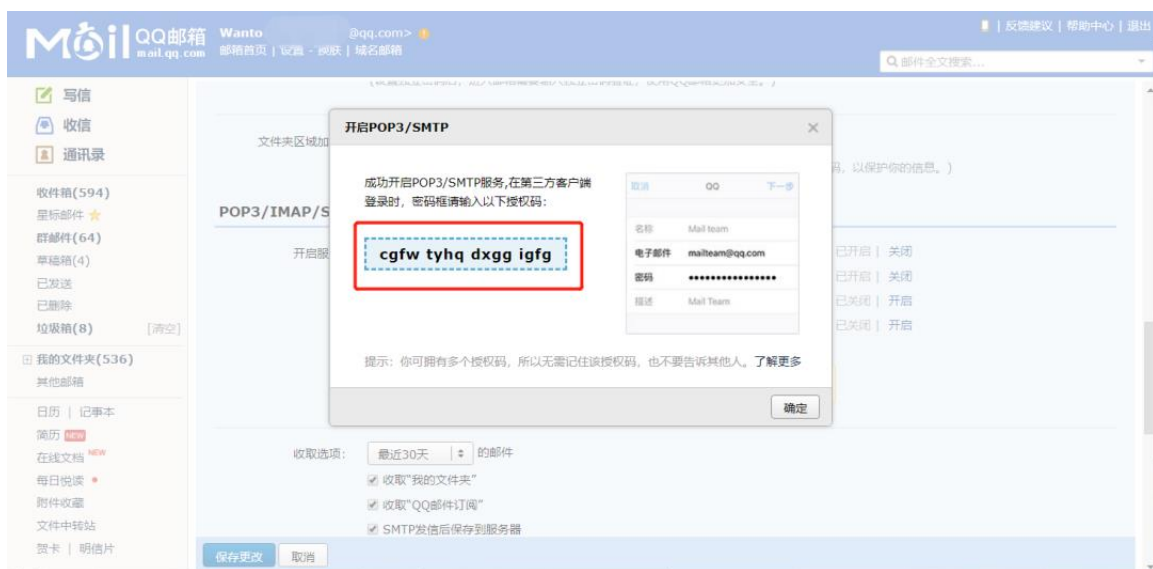 Mail QQ邮箱 mail.qq.com
Wanto @qq.com>
邮箱首页 | 设置 - 换肤 | 域名邮箱
| 反馈建议 | 帮助中心 | 退出
邮件全文搜索...
写信
收信
通讯录
收件箱(594)
星标邮件
群邮件(64)
草稿箱(4)
已发送
已删除
垃圾箱(8) [清空]
我的文件夹(536)
其他邮箱
日历 | 记事本
简历 NEW
在线文档 NEW
每日悦读
附件收藏
文件中转站
贺卡 | 明信片
文件夹区域加
码，以保护你的信息。)
POP3/IMAP/S
开启服
已开启 | 关闭
已开启 | 关闭
已关闭 | 开启
已关闭 | 开启
开启POP3/SMTP
成功开启POP3/SMTP服务,在第三方客户端
登录时，密码框请输入以下授权码：
cgfw tyhq dxgg igfg
取消 QQ 下一步
名称 Mail team
电子邮件 mailteam@qq.com
密码 ••••••••••••••••
描述 Mail Team
提示：你可拥有多个授权码，所以无需记住该授权码，也不要告诉其他人。了解更多
确定
收取选项： 最近30天 的邮件
收取"我的文件夹"
收取"QQ邮件订阅"
SMTP发信后保存到服务器
保存更改 取消